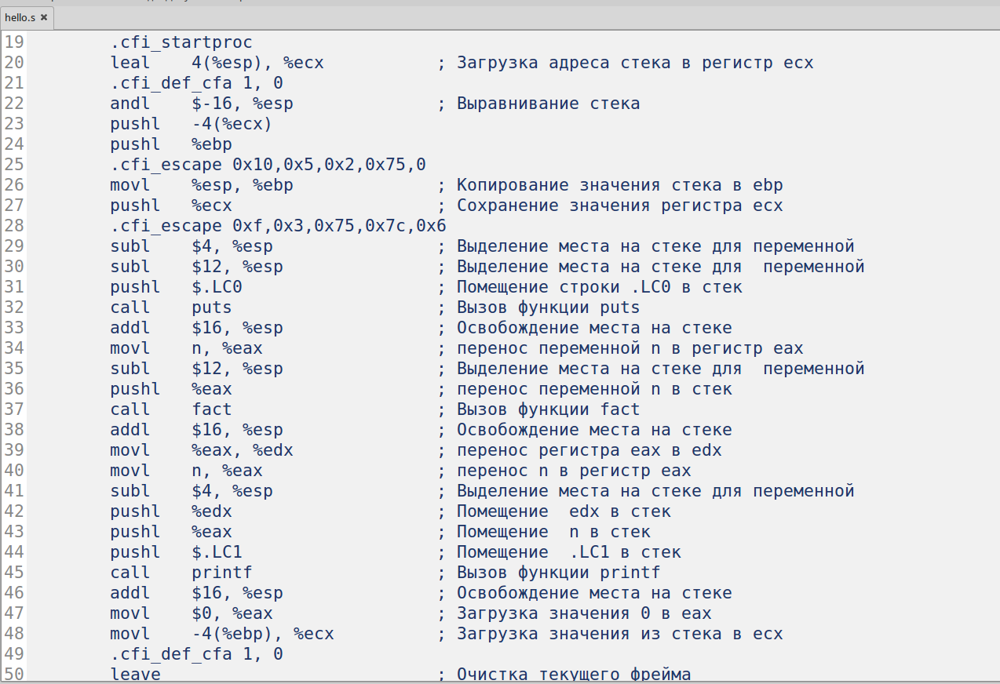 hello.s ×
19 .cfi_startproc
20 leal 4(%esp), %ecx ; Загрузка адреса стека в регистр ecx
21 .cfi_def_cfa 1, 0
22 andl $-16, %esp ; Выравнивание стека
23 pushl -4(%ecx)
24 pushl %ebp
25 .cfi_escape 0x10,0x5,0x2,0x75,0
26 movl %esp, %ebp ; Копирование значения стека в ebp
27 pushl %ecx ; Сохранение значения регистра ecx
28 .cfi_escape 0xf,0x3,0x75,0x7c,0x6
29 subl $4, %esp ; Выделение места на стеке для переменной
30 subl $12, %esp ; Выделение места на стеке для  переменной
31 pushl $.LC0 ; Помещение строки .LC0 в стек
32 call puts ; Вызов функции puts
33 addl $16, %esp ; Освобождение места на стеке
34 movl n, %eax ; перенос переменной n в регистр eax
35 subl $12, %esp ; Выделение места на стеке для  переменной
36 pushl %eax ; перенос переменной n в стек
37 call fact ; Вызов функции fact
38 addl $16, %esp ; Освобождение места на стеке
39 movl %eax, %edx ; перенос регистра eax в edx
40 movl n, %eax ; перенос n в регистр eax
41 subl $4, %esp ; Выделение места на стеке для переменной
42 pushl %edx ; Помещение  edx в стек
43 pushl %eax ; Помещение  n в стек
44 pushl $.LC1 ; Помещение  .LC1 в стек
45 call printf ; Вызов функции printf
46 addl $16, %esp ; Освобождение места на стеке
47 movl $0, %eax ; Загрузка значения 0 в eax
48 movl -4(%ebp), %ecx ; Загрузка значения из стека в ecx
49 .cfi_def_cfa 1, 0
50 leave ; Очистка текущего фрейма